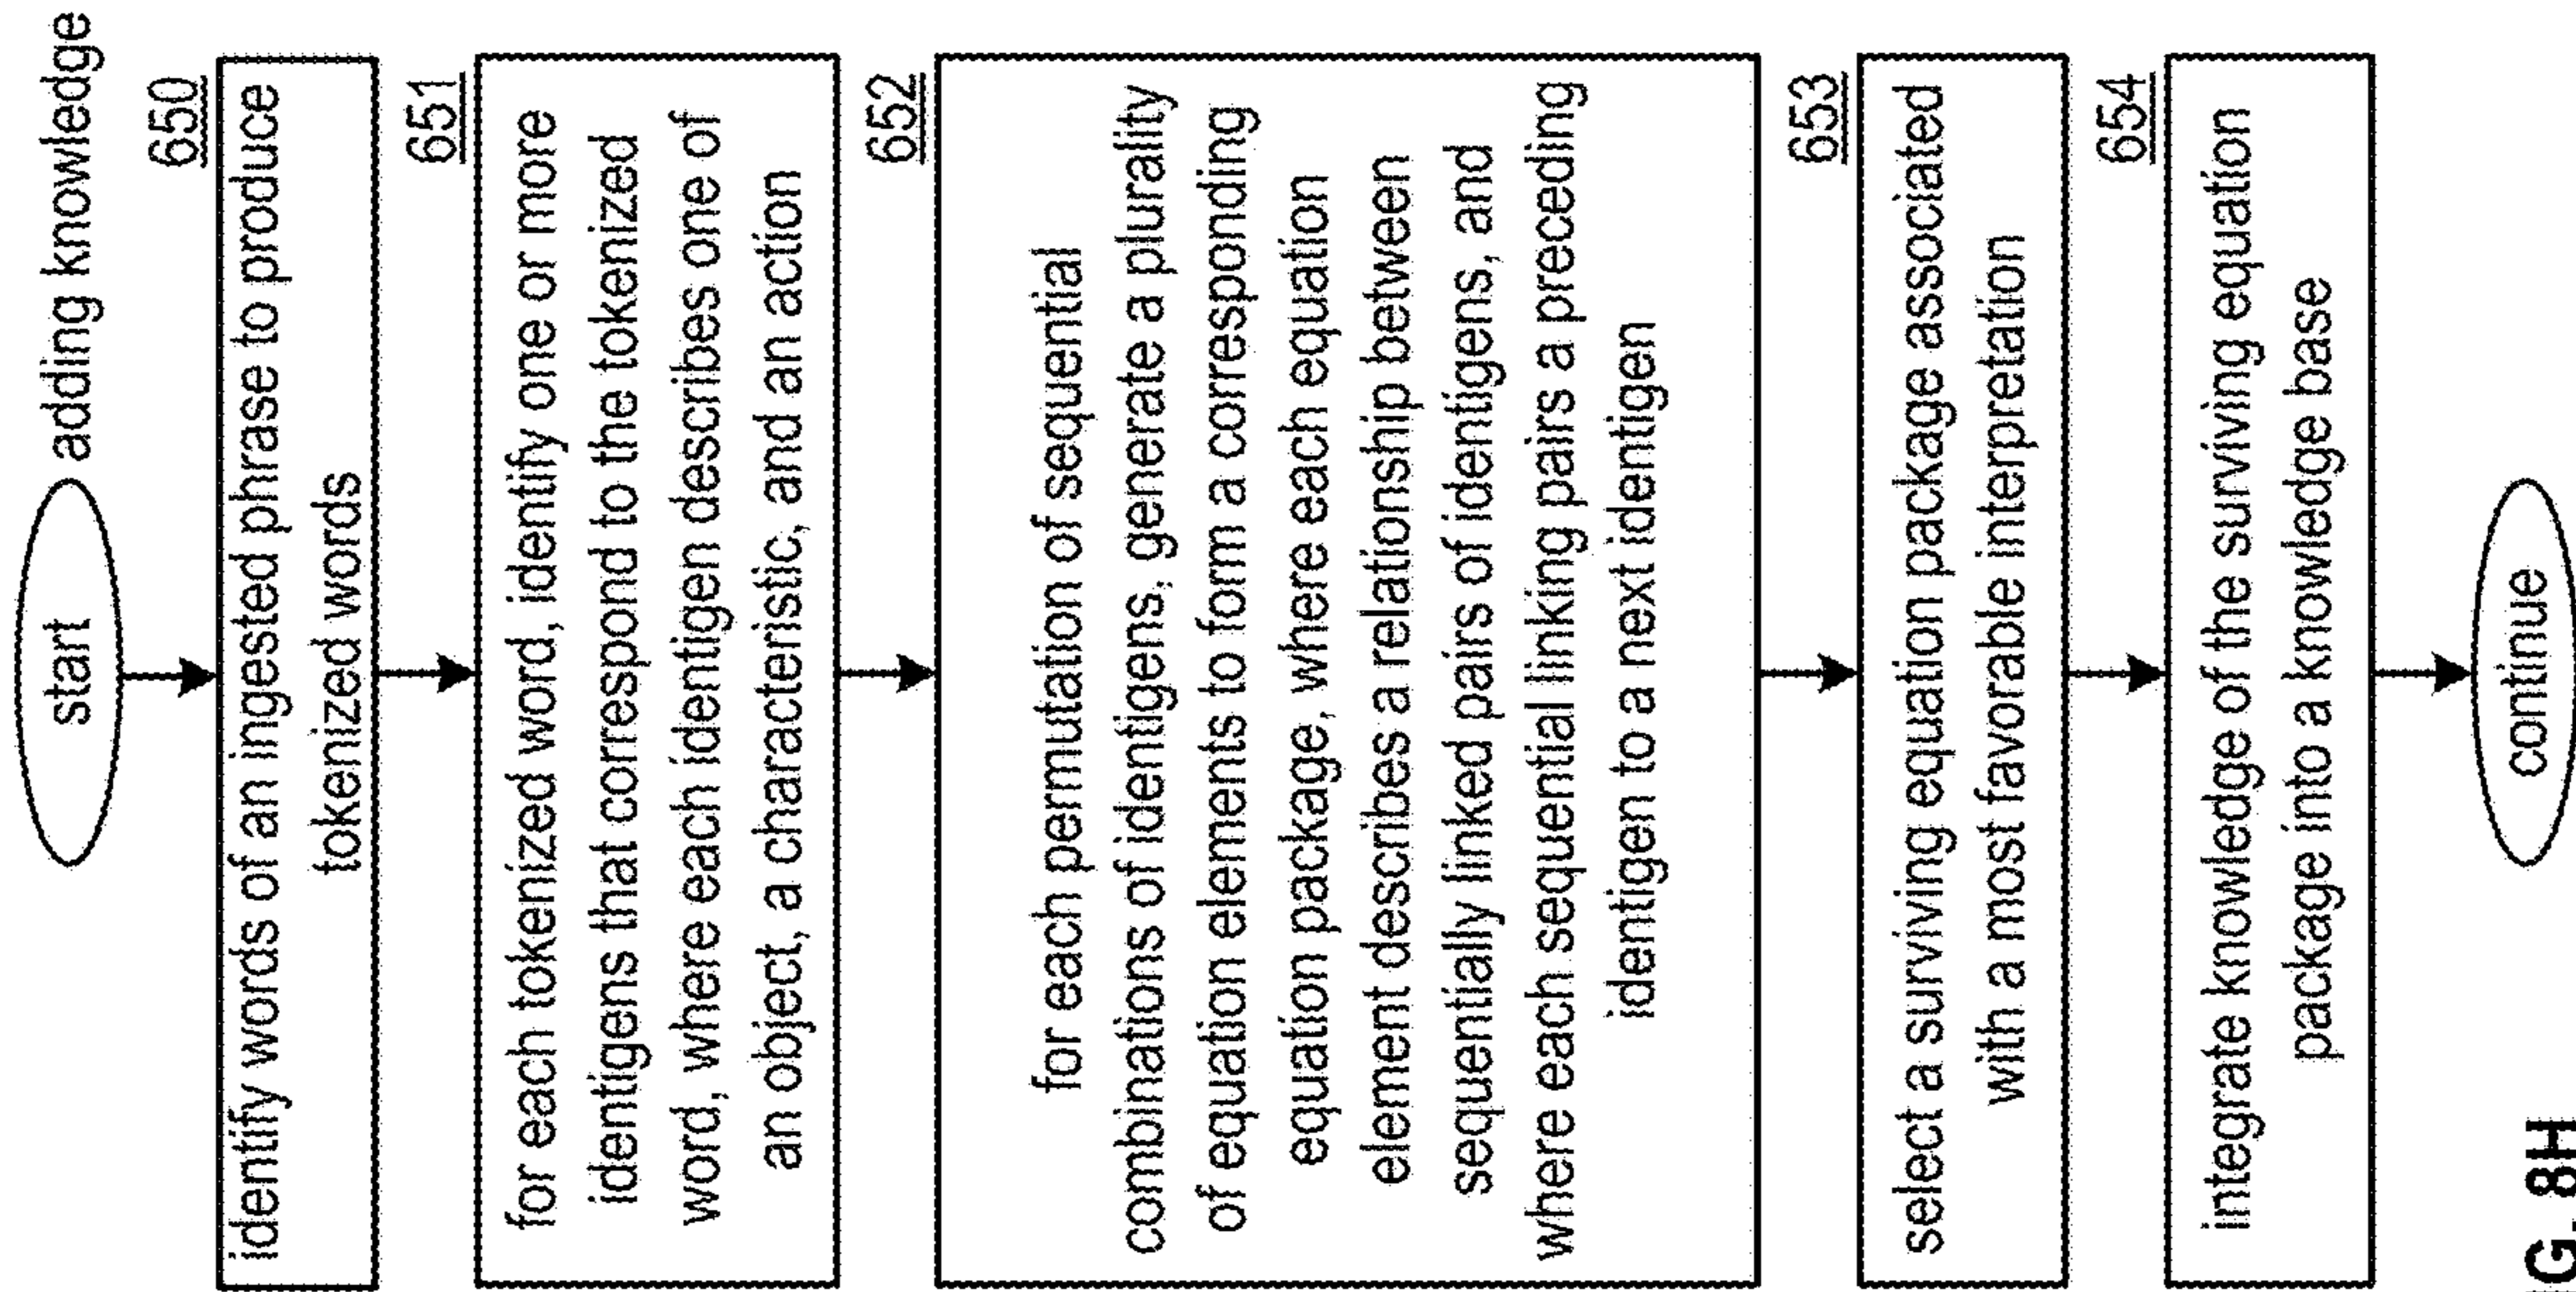 start
adding knowledge
650
identify words of an ingested phrase to produce
tokenized words
651
for each tokenized word, identify one or more
identigens that correspond to the tokenized
word, where each identigen describes one of
an object, a characteristic, and an action
652
for each permutation of sequential
combinations of identigens, generate a plurality
of equation elements to form a corresponding
equation package, where each equation
element describes a relationship between
sequentially linked pairs of identigens, and
where each sequential linking pairs a preceding
identigen to a next identigen
653
select a surviving equation package associated
with a most favorable interpretation
654
integrate knowledge of the surviving equation
package into a knowledge base
continue
IG. 8H